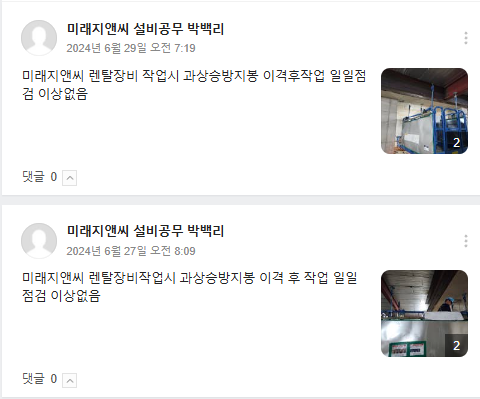 미래지앤씨 설비공무 박백리
2024년 6월 29일 오전 7:19
미래지앤씨 렌탈장비 작업시 과상승방지봉 이격후작업 일일점
검 이상없음
2
댓글 0
미래지앤씨 설비공무 박백리
2024년 6월 27일 오전 8:09
미래지앤씨 렌탈장비작업시 과상승방지봉 이격 후 작업 일일
점검 이상없음
2
댓글 0